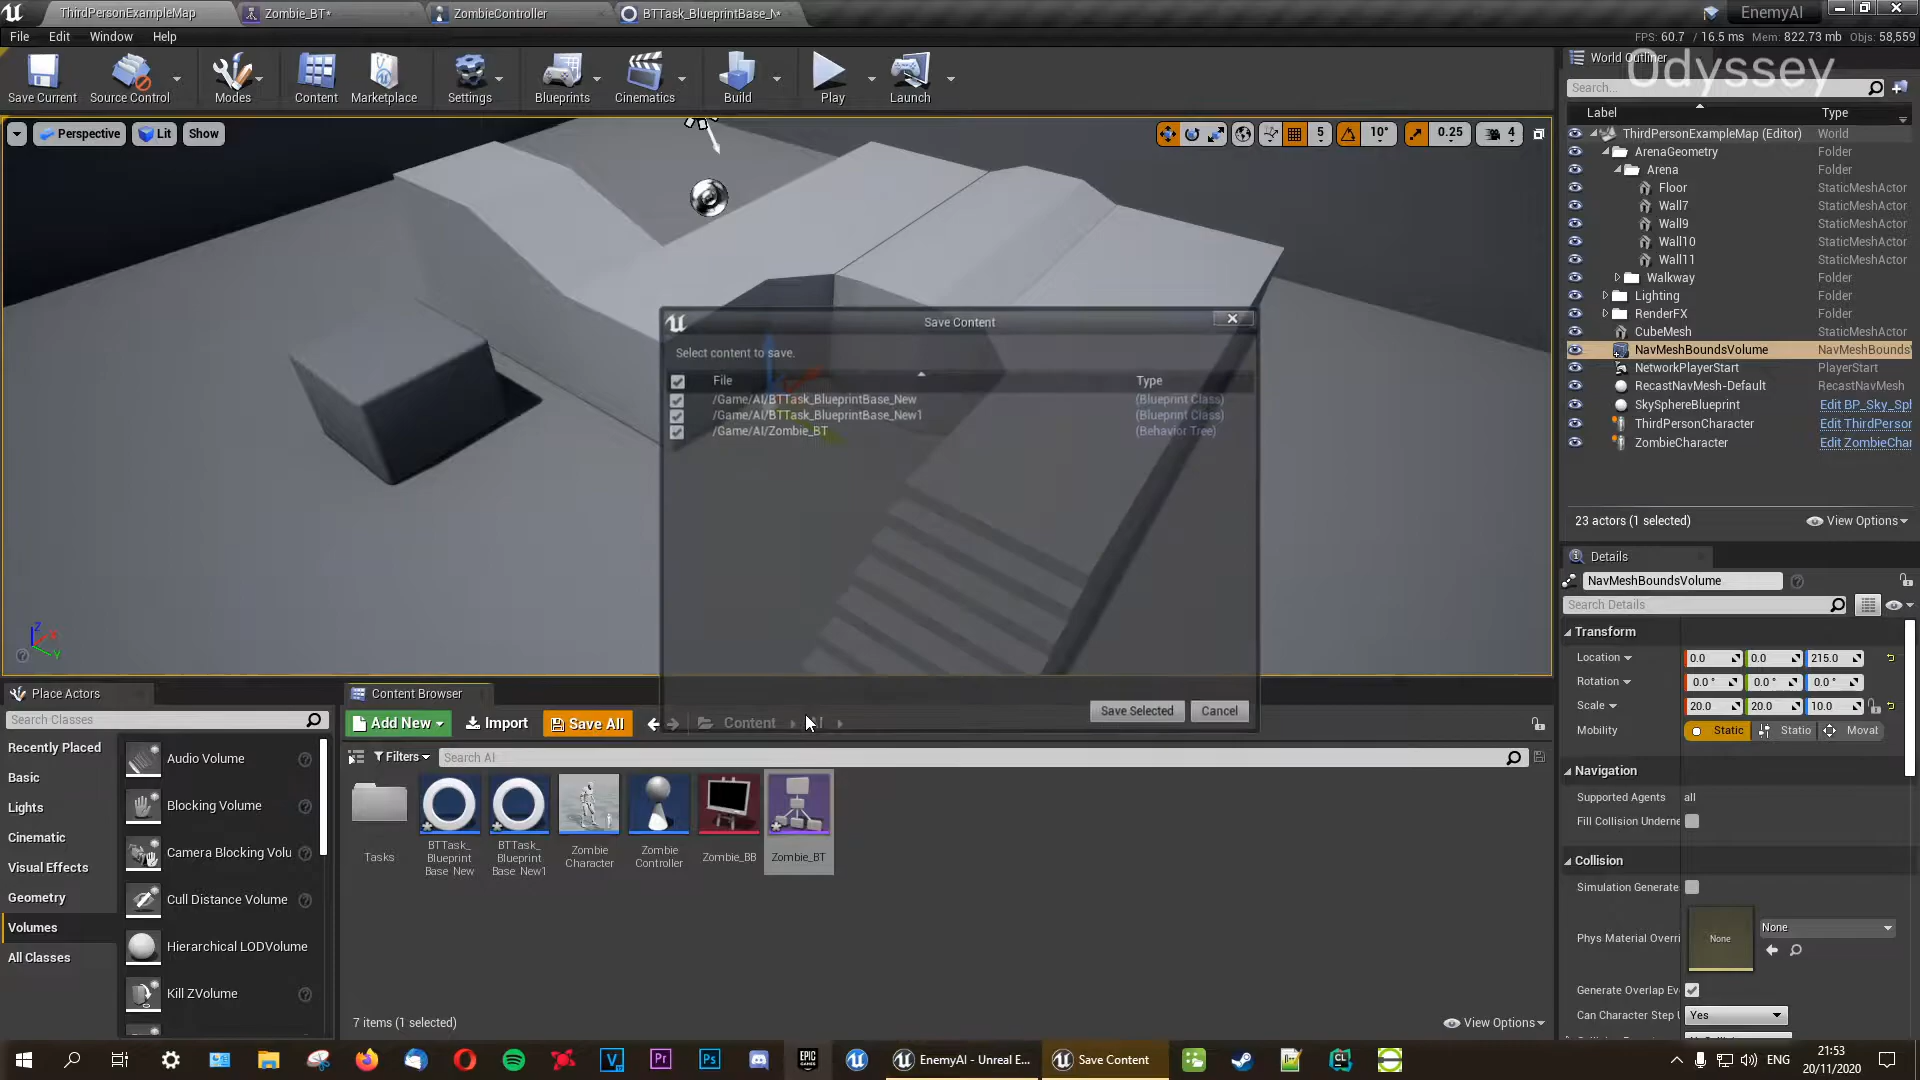 ThirdPersonExampleMap
Zombie_BT*
ZombieController
BTTask_BlueprintBase_N*
EnemyAI
File
Edit
Window
Help
FPS: 60.7 / 16.5 ms
Mem: 822.73 mb
Objs: 58,559
Save Current
Source Control
Modes
Content
Marketplace
Settings
Blueprints
Cinematics
Build
Play
Launch
World Outliner
Odyssey
Search...
Label
Type
Perspective
Lit
Show
5
10°
0.25
4
ThirdPersonExampleMap (Editor)
World
ArenaGeometry
Folder
Arena
Folder
Floor
StaticMeshActor
Wall7
StaticMeshActor
Wall9
StaticMeshActor
Wall10
StaticMeshActor
Wall11
StaticMeshActor
Walkway
Folder
Lighting
Folder
RenderFX
Folder
CubeMesh
StaticMeshActor
NavMeshBoundsVolume
NavMeshBoundsV
NetworkPlayerStart
PlayerStart
RecastNavMesh-Default
RecastNavMesh
SkySphereBlueprint
Edit BP_Sky_Sph
ThirdPersonCharacter
Edit ThirdPerson
ZombieCharacter
Edit ZombieChar
23 actors (1 selected)
View Options
Save Content
Select content to save.
File
Type
/Game/AI/BTTask_BlueprintBase_New
(Blueprint Class)
/Game/AI/BTTask_BlueprintBase_New1
(Blueprint Class)
/Game/AI/Zombie_BT
(Behavior Tree)
Save Selected
Cancel
Details
NavMeshBoundsVolume
Search Details
Transform
Location
0.0
0.0
215.0
Rotation
0.0 °
0.0 °
0.0 °
Scale
20.0
20.0
10.0
Mobility
Static
Statio
Moval
Navigation
Supported Agents
all
Fill Collision Underne
Collision
Simulation Generate
Phys Material Overri
None
None
Generate Overlap Ev
Can Character Step U
Yes
Place Actors
Search Classes
Recently Placed
Basic
Lights
Cinematic
Visual Effects
Geometry
Volumes
All Classes
Audio Volume
Blocking Volume
Camera Blocking Volu
Cull Distance Volume
Hierarchical LODVolume
Kill ZVolume
Content Browser
Add New
Import
Save All
Content
Filters
Search AI
Tasks
BTTask_
Blueprint
Base_New
BTTask_
Blueprint
Base_New1
Zombie
Character
Zombie
Controller
Zombie_BB
Zombie_BT
7 items (1 selected)
View Options
EnemyAI - Unreal E...
Save Content
ENG
21:53
20/11/2020